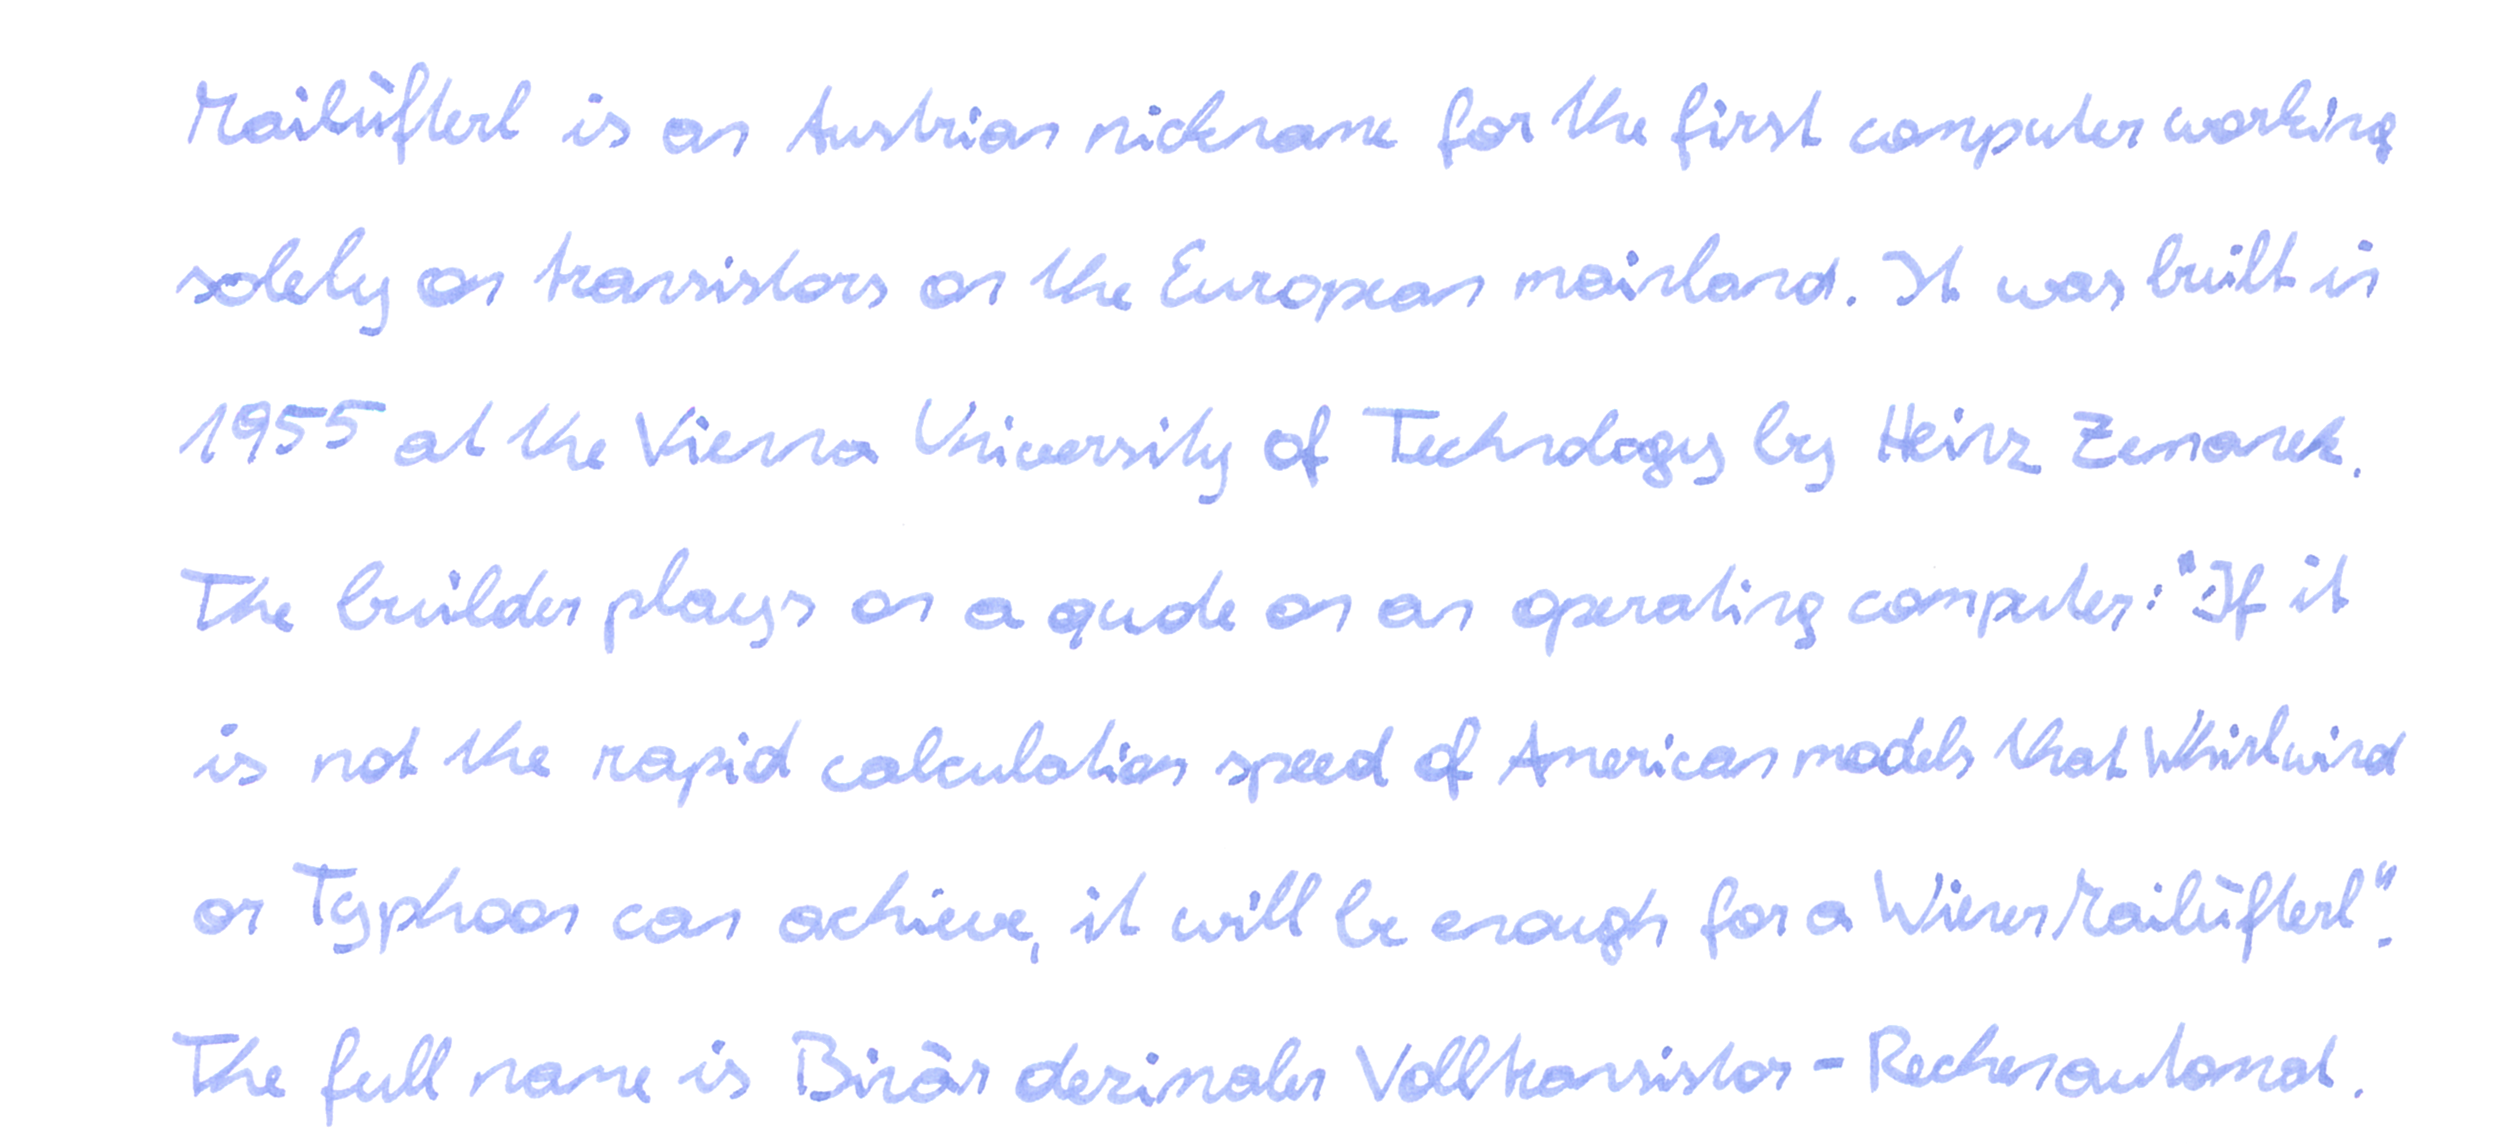 Mailüfterl is an Austrian nickname for the first computer working
solely on transistors on the European mainland. It was built in
1955 at the Vienna University of Technology by Heinz Zemanek.
The builder plays on a quote on an operating computer: "If it
is not the rapid calculation speed of American models that Whirlwind
or Typhoon can achieve, it will be enough for a Wiener Mailüfterl".
The full name is Binär dezimaler Volltransistor-Rechenautomat.